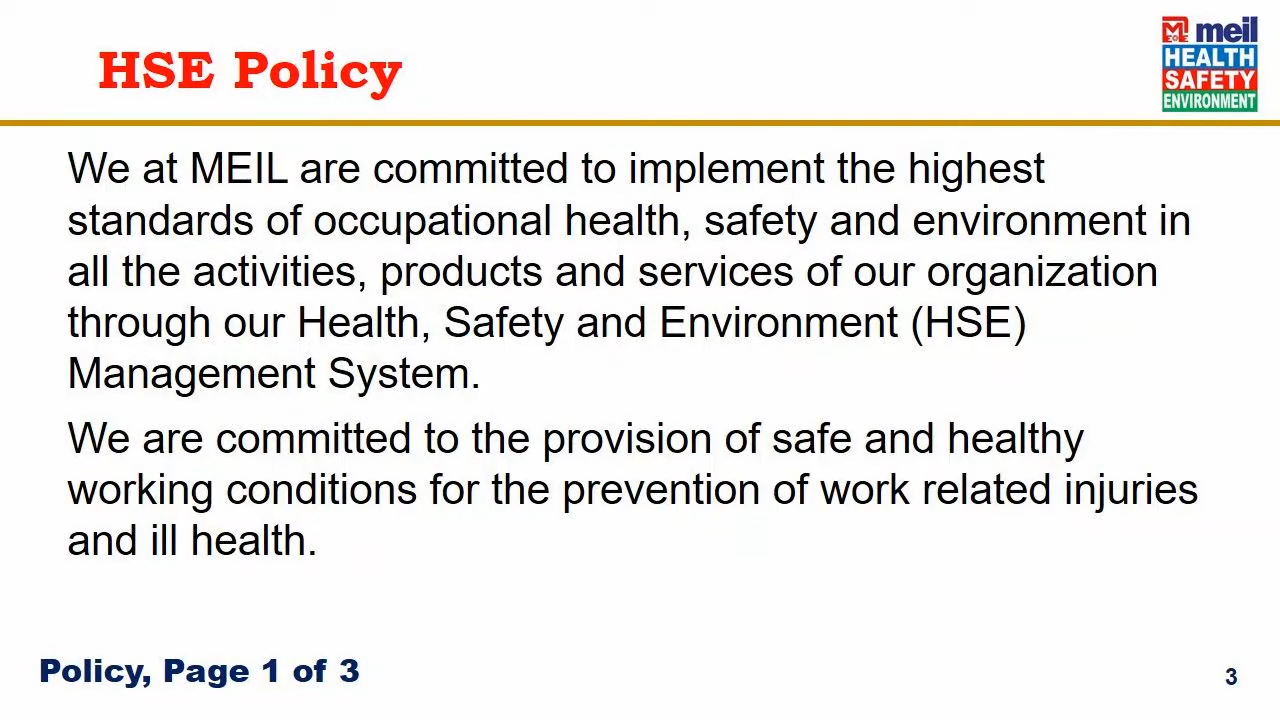 HSE Policy
meil
HEALTH
SAFETY
ENVIRONMENT
We at MEIL are committed to implement the highest
standards of occupational health, safety and environment in
all the activities, products and services of our organization
through our Health, Safety and Environment (HSE)
Management System.
We are committed to the provision of safe and healthy
working conditions for the prevention of work related injuries
and ill health.
Policy, Page 1 of 3
3